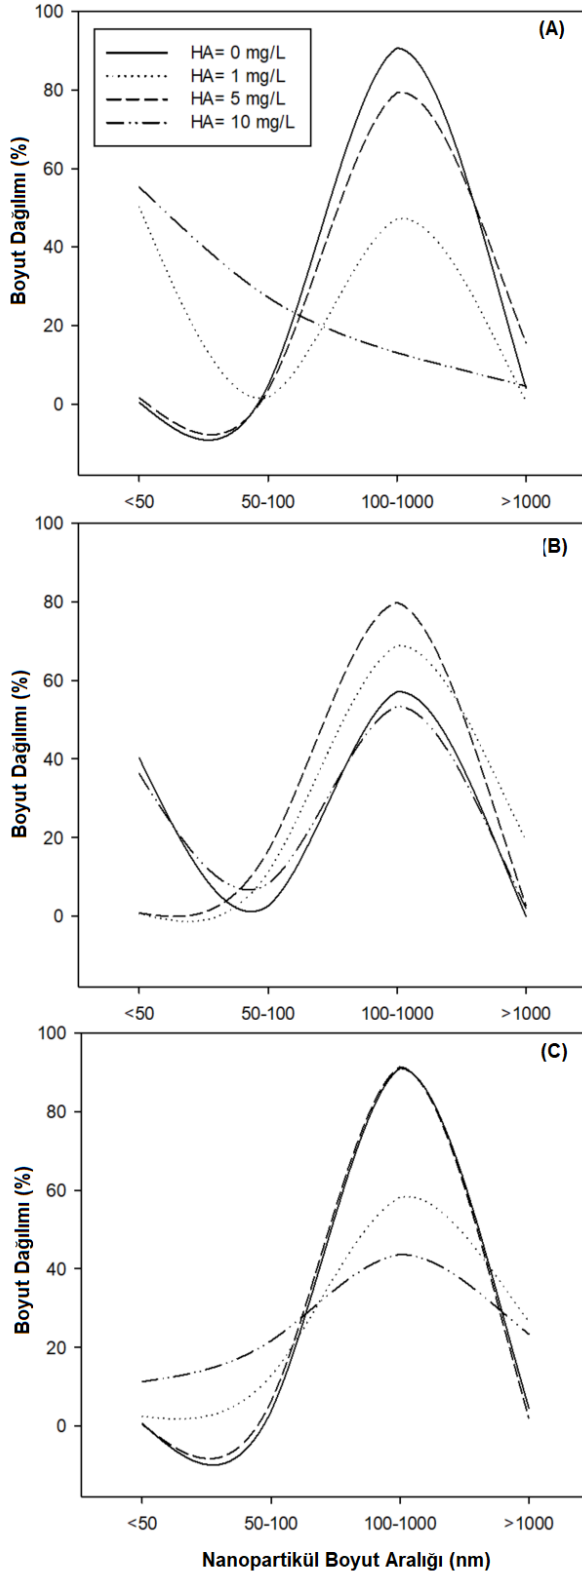 100
(A)
HA= 0 mg/L
HA= 1 mg/L
HA= 5 mg/L
HA= 10 mg/L
80
60
40
20
0
Boyut Dağılımı (%)
<50
50-100
100-1000
>1000
100
(B)
80
60
40
20
0
Boyut Dağılımı (%)
<50
50-100
100-1000
>1000
100
(C)
80
60
40
20
0
Boyut Dağılımı (%)
<50
50-100
100-1000
>1000
Nanopartikül Boyut Aralığı (nm)